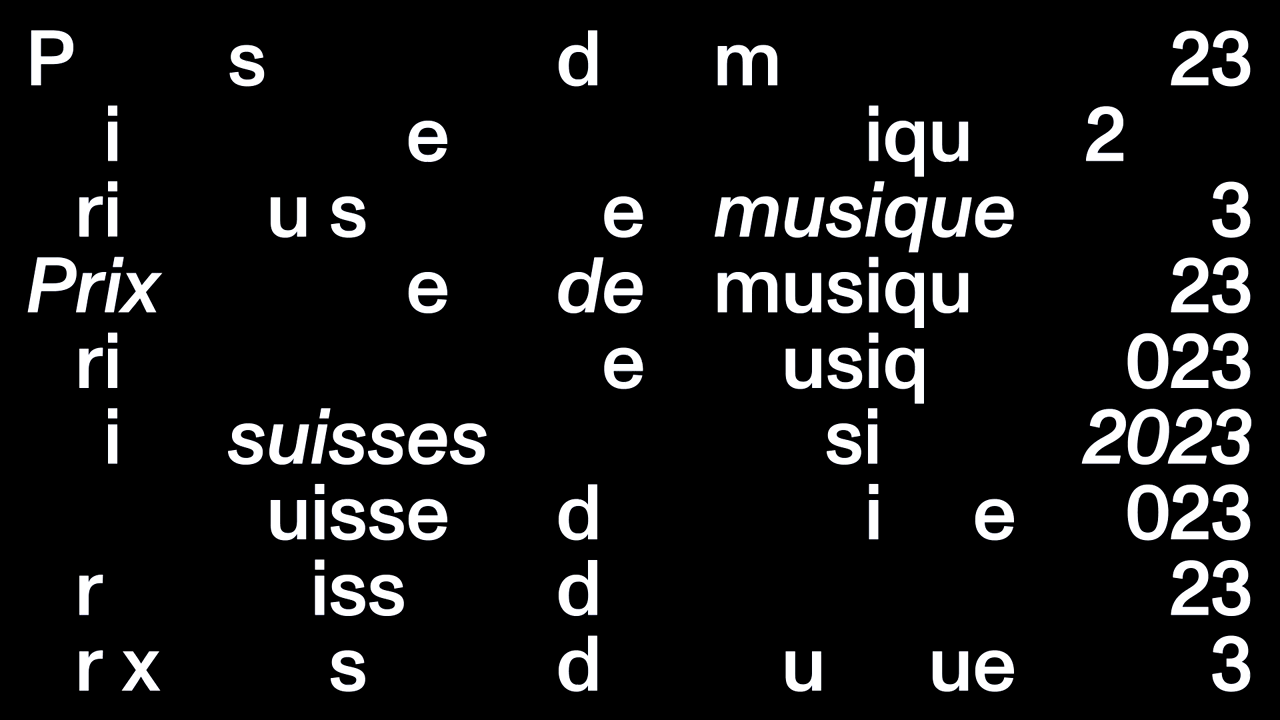 P s d m 23
i e iqu 2
ri u s e musique 3
Prix e de musiqu 23
ri e usiq 023
i suisses si 2023
uisse d i e 023
r iss d 23
r x s d u ue 3